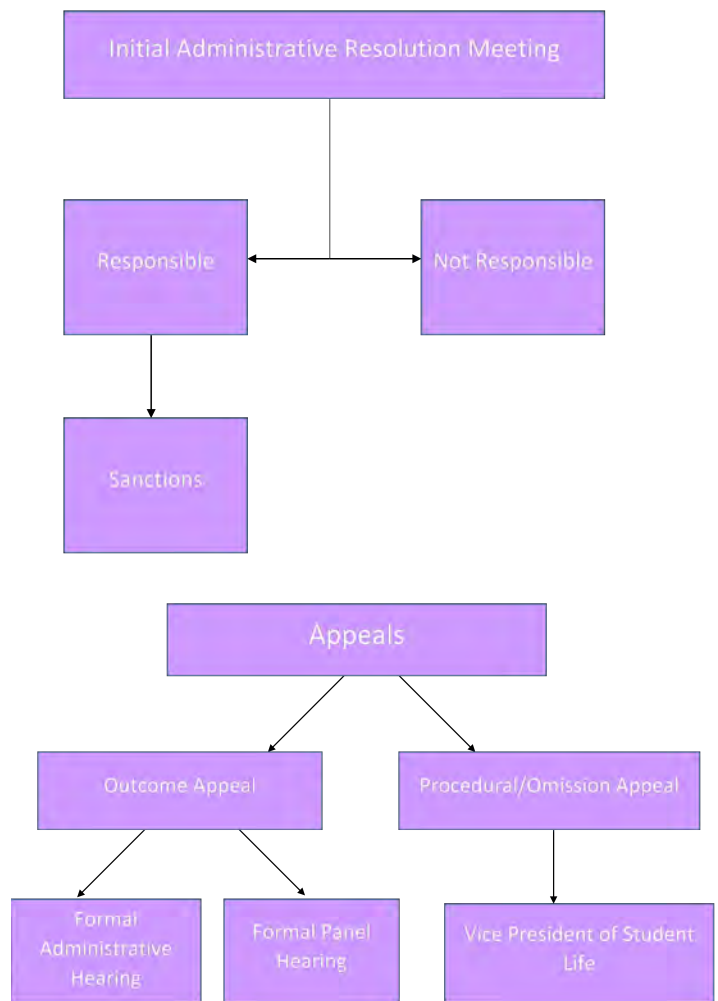 Initial Administrative Resolution Meeting
Responsible
Not Responsible
Sanctions
Appeals
Outcome Appeal
Procedural/Omission Appeal
Formal
Administrative
Hearing
Formal Panel
Hearing
Vice President of Student
Life